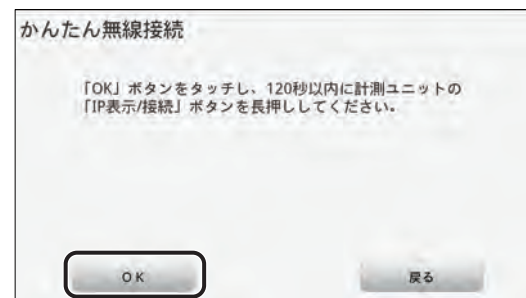 かんたん無線接続
「OK」ボタンをタッチし、120秒以内に計測ユニットの
「IP表示/接続」ボタンを長押ししてください。
OK
戻る